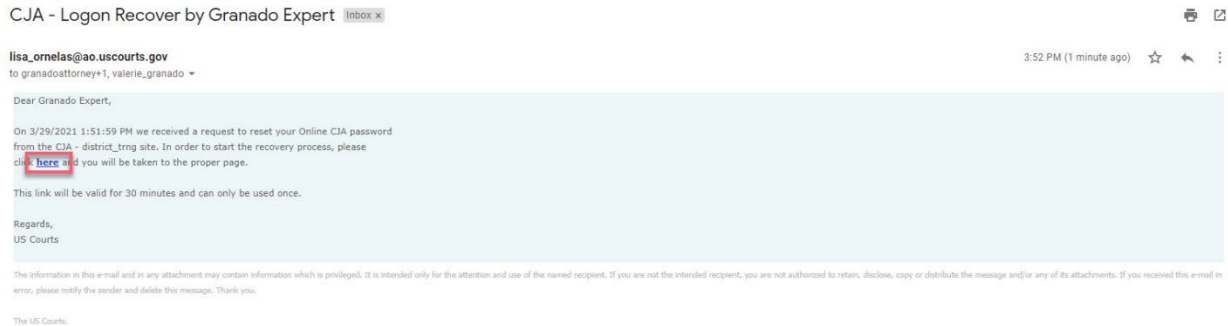 CJA - Logon Recover by Granado Expert Inbox x
lisa_ornelas@ao.uscourts.gov
3:52 PM (1 minute ago)
to granadoattorney+1, valerie_granado
Dear Granado Expert,
On 3/29/2021 1:51:59 PM we received a request to reset your Online CJA password
from the CJA - district_trng site. In order to start the recovery process, please
click here and you will be taken to the proper page.
This link will be valid for 30 minutes and can only be used once.
Regards,
US Courts
The information in this e-mail and in any attachment may contain information which is privileged. It is intended only for the attention and use of the named recipient. If you are not the intended recipient, you are not authorized to retain, disclose, copy or distribute the message and/or any of its attachments. If you received this e-mail in
error, please notify the sender and delete this message. Thank you.
The US Courts.